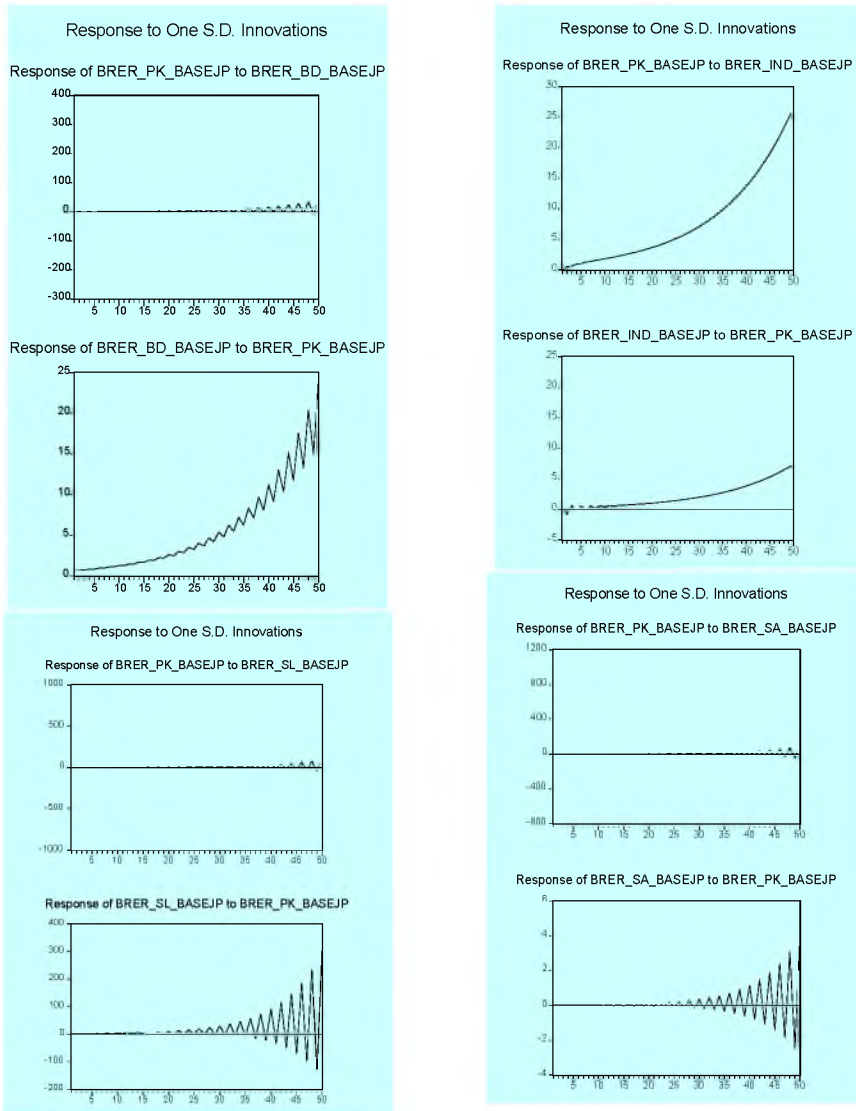 Response to One S.D. Innovations
Response of BRER_PK_BASEJP to BRER_BD_BASEJP
400
300
200
100
0
-100
-200
-300
5 10 15 20 25 30 35 40 45 50
Response of BRER_BD_BASEJP to BRER_PK_BASEJP
25
20
15
10
5
0
5 10 15 20 25 30 35 40 45 50
Response to One S.D. Innovations
Response of BRER_PK_BASEJP to BRER_IND_BASEJP
30
25
20
15
10
5
0
5 10 15 20 25 30 35 40 45 50
Response of BRER_IND_BASEJP to BRER_PK_BASEJP
25
20
15
10
5
0
-5
5 10 15 20 25 30 35 40 45 50
Response to One S.D. Innovations
Response of BRER_PK_BASEJP to BRER_SL_BASEJP
1000
500
0
-500
-1000
5 10 15 20 25 30 35 40 45 50
Response of BRER_SL_BASEJP to BRER_PK_BASEJP
400
300
200
100
0
-100
-200
5 10 15 20 25 30 35 40 45 50
Response to One S.D. Innovations
Response of BRER_PK_BASEJP to BRER_SA_BASEJP
1200
800
400
0
-400
-800
5 10 15 20 25 30 35 40 45 50
Response of BRER_SA_BASEJP to BRER_PK_BASEJP
6
4
2
0
-2
-4
5 10 15 20 25 30 35 40 45 50